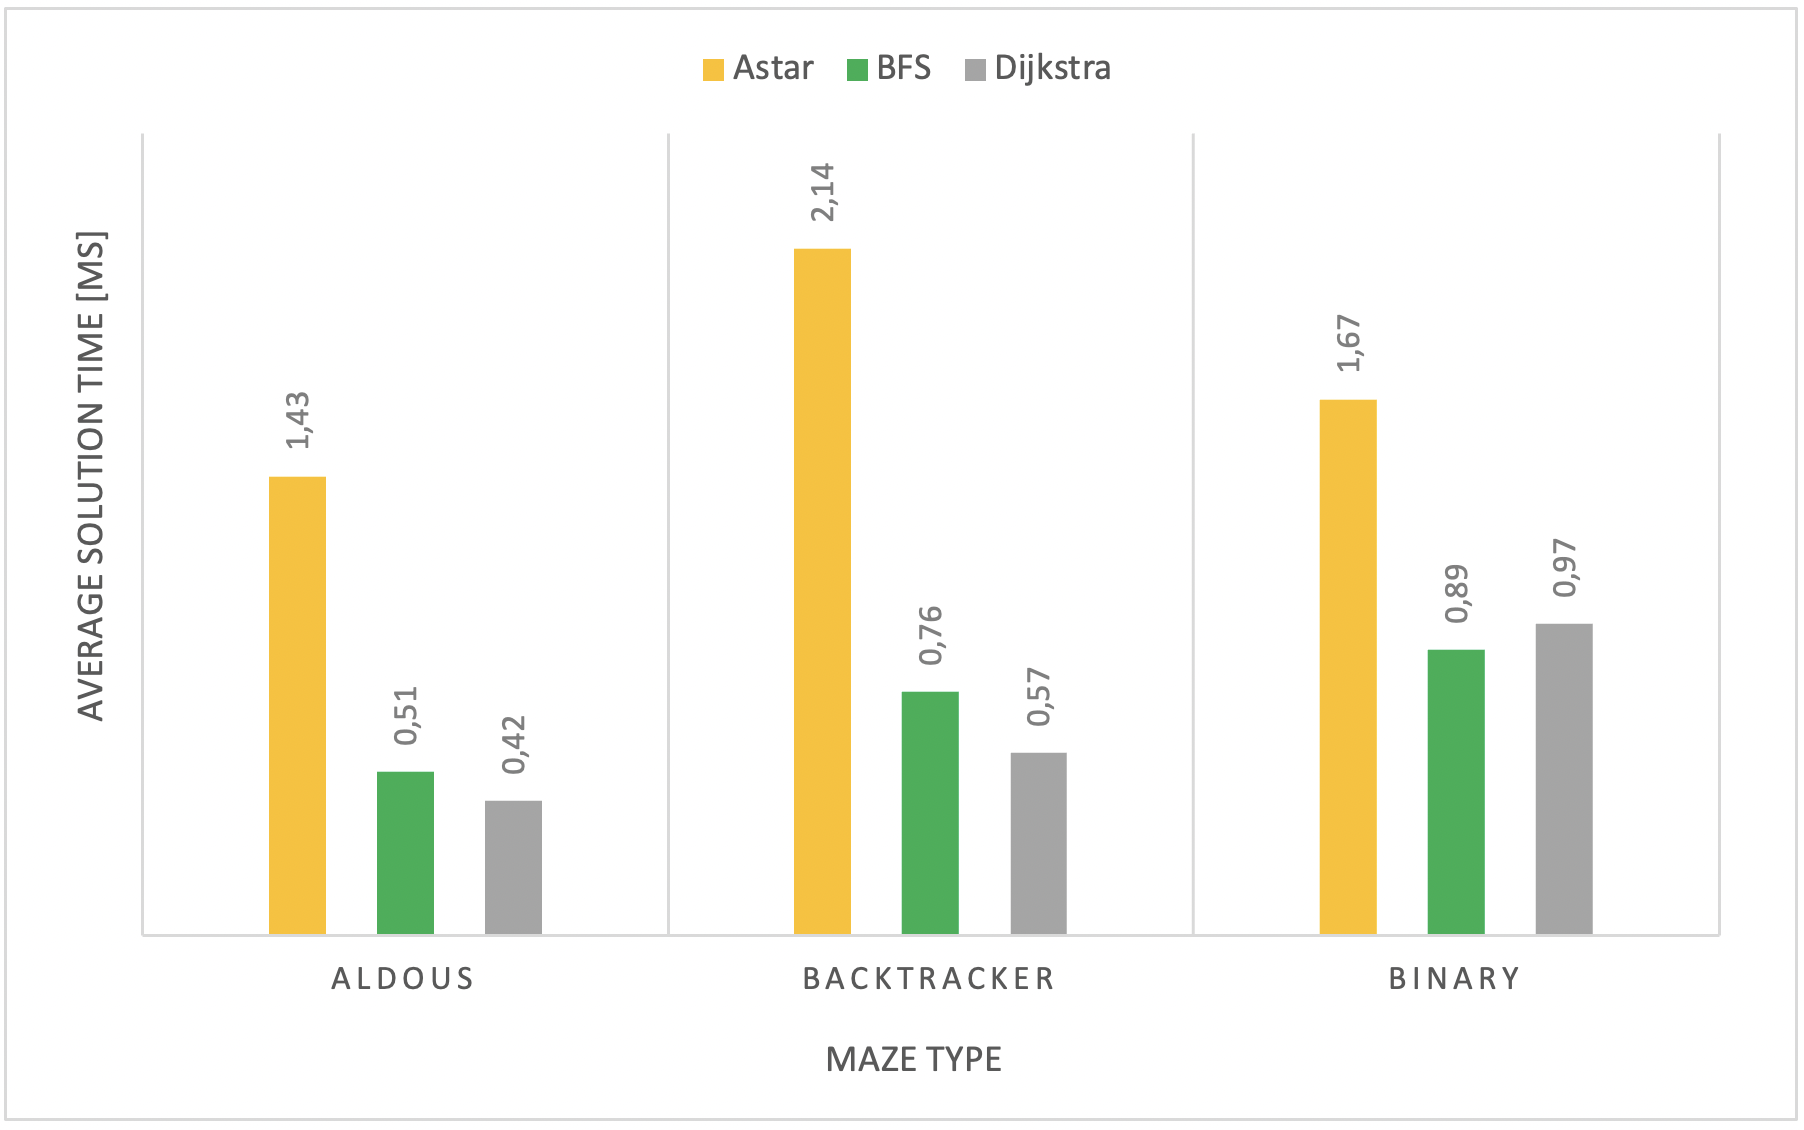 Astar BFS Dijkstra
AVERAGE SOLUTION TIME [MS]
1,43
0,51
0,42
2,14
0,76
0,57
1,67
0,89
0,97
ALDOUS BACKTRACKER BINARY
MAZE TYPE